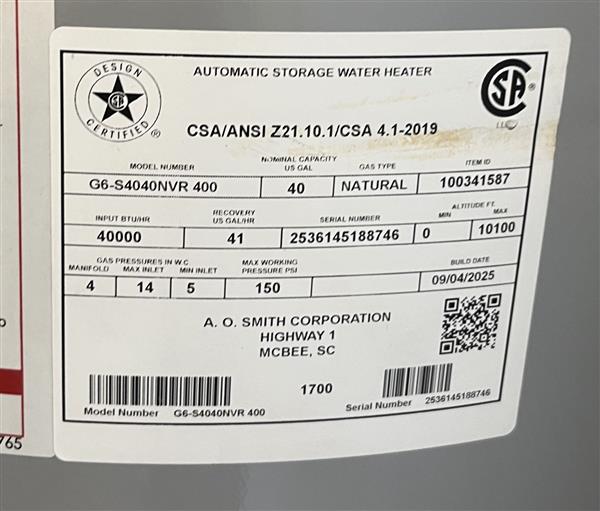 DESIGN CERTIFIED ®
AUTOMATIC STORAGE WATER HEATER
CSA/ANSI Z21.10.1/CSA 4.1-2019
MODEL NUMBER NOMINAL CAPACITY US GAL GAS TYPE ITEM ID
G6-S4040NVR 400 40 NATURAL 100341587
INPUT BTU/HR RECOVERY US GAL/HR SERIAL NUMBER ALTITUDE FT. MIN MAX
40000 41 2536145188746 0 10100
GAS PRESSURES IN W.C MANIFOLD MAX INLET MIN INLET MAX WORKING PRESSURE PSI BUILD DATE
4 14 5 150 09/04/2025
A. O. SMITH CORPORATION
HIGHWAY 1
MCBEE, SC
1700
Model Number G6-S4040NVR 400 Serial Number 2536145188746
765